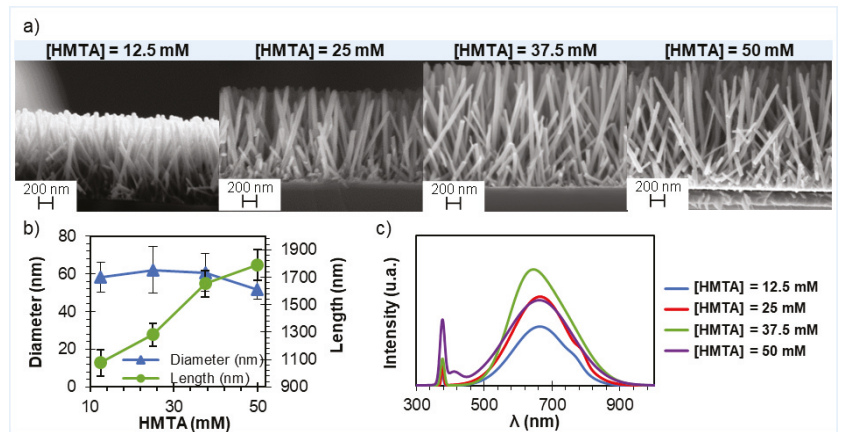 a)
[HMTA] = 12.5 mM
[HMTA] = 25 mM
[HMTA] = 37.5 mM
[HMTA] = 50 mM
200 nm
200 nm
200 nm
200 nm
b)
Diameter (nm)
80
60
40
20
0
1900
1700
1500
1300
1100
900
Length (nm)
Diameter (nm)
Length (nm)
10
30
50
HMTA (mM)
c)
Intensity (u.a.)
300
500
700
900
λ (nm)
[HMTA] = 12.5 mM
[HMTA] = 25 mM
[HMTA] = 37.5 mM
[HMTA] = 50 mM